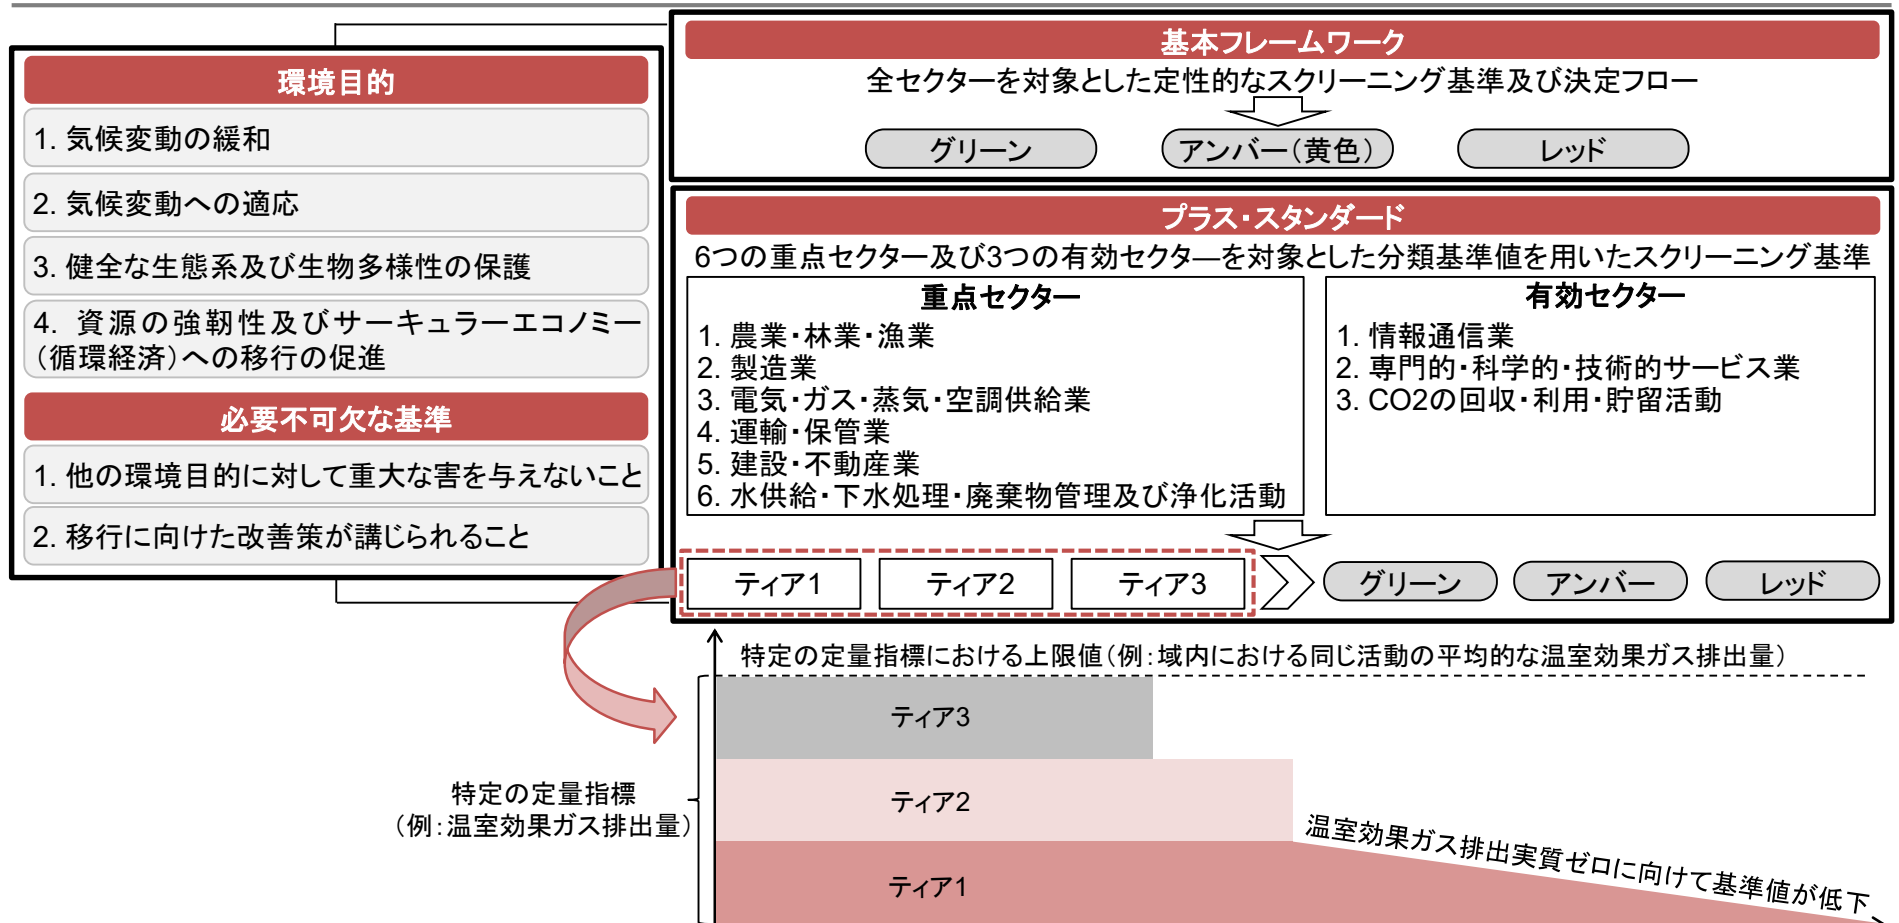 環境目的
1. 気候変動の緩和
2. 気候変動への適応
3. 健全な生態系及び生物多様性の保護
4. 資源の強靭性及びサーキュラーエコノミー
（循環経済）への移行の促進
必要不可欠な基準
1. 他の環境目的に対して重大な害を与えないこと
2. 移行に向けた改善策が講じられること
基本フレームワーク
全セクターを対象とした定性的なスクリーニング基準及び決定フロー
グリーン
アンバー（黄色）
レッド
プラス・スタンダード
6つの重点セクター及び3つの有効セクタ―を対象とした分類基準値を用いたスクリーニング基準
重点セクター
1. 農業・林業・漁業
2. 製造業
3. 電気・ガス・蒸気・空調供給業
4. 運輸・保管業
5. 建設・不動産業
6. 水供給・下水処理・廃棄物管理及び浄化活動
有効セクター
1. 情報通信業
2. 専門的・科学的・技術的サービス業
3. CO2の回収・利用・貯留活動
ティア1
ティア2
ティア3
グリーン
アンバー
レッド
特定の定量指標における上限値（例：域内における同じ活動の平均的な温室効果ガス排出量）
ティア3
特定の定量指標
（例：温室効果ガス排出量）
ティア2
温室効果ガス排出実質ゼロに向けて基準値が低下
ティア1